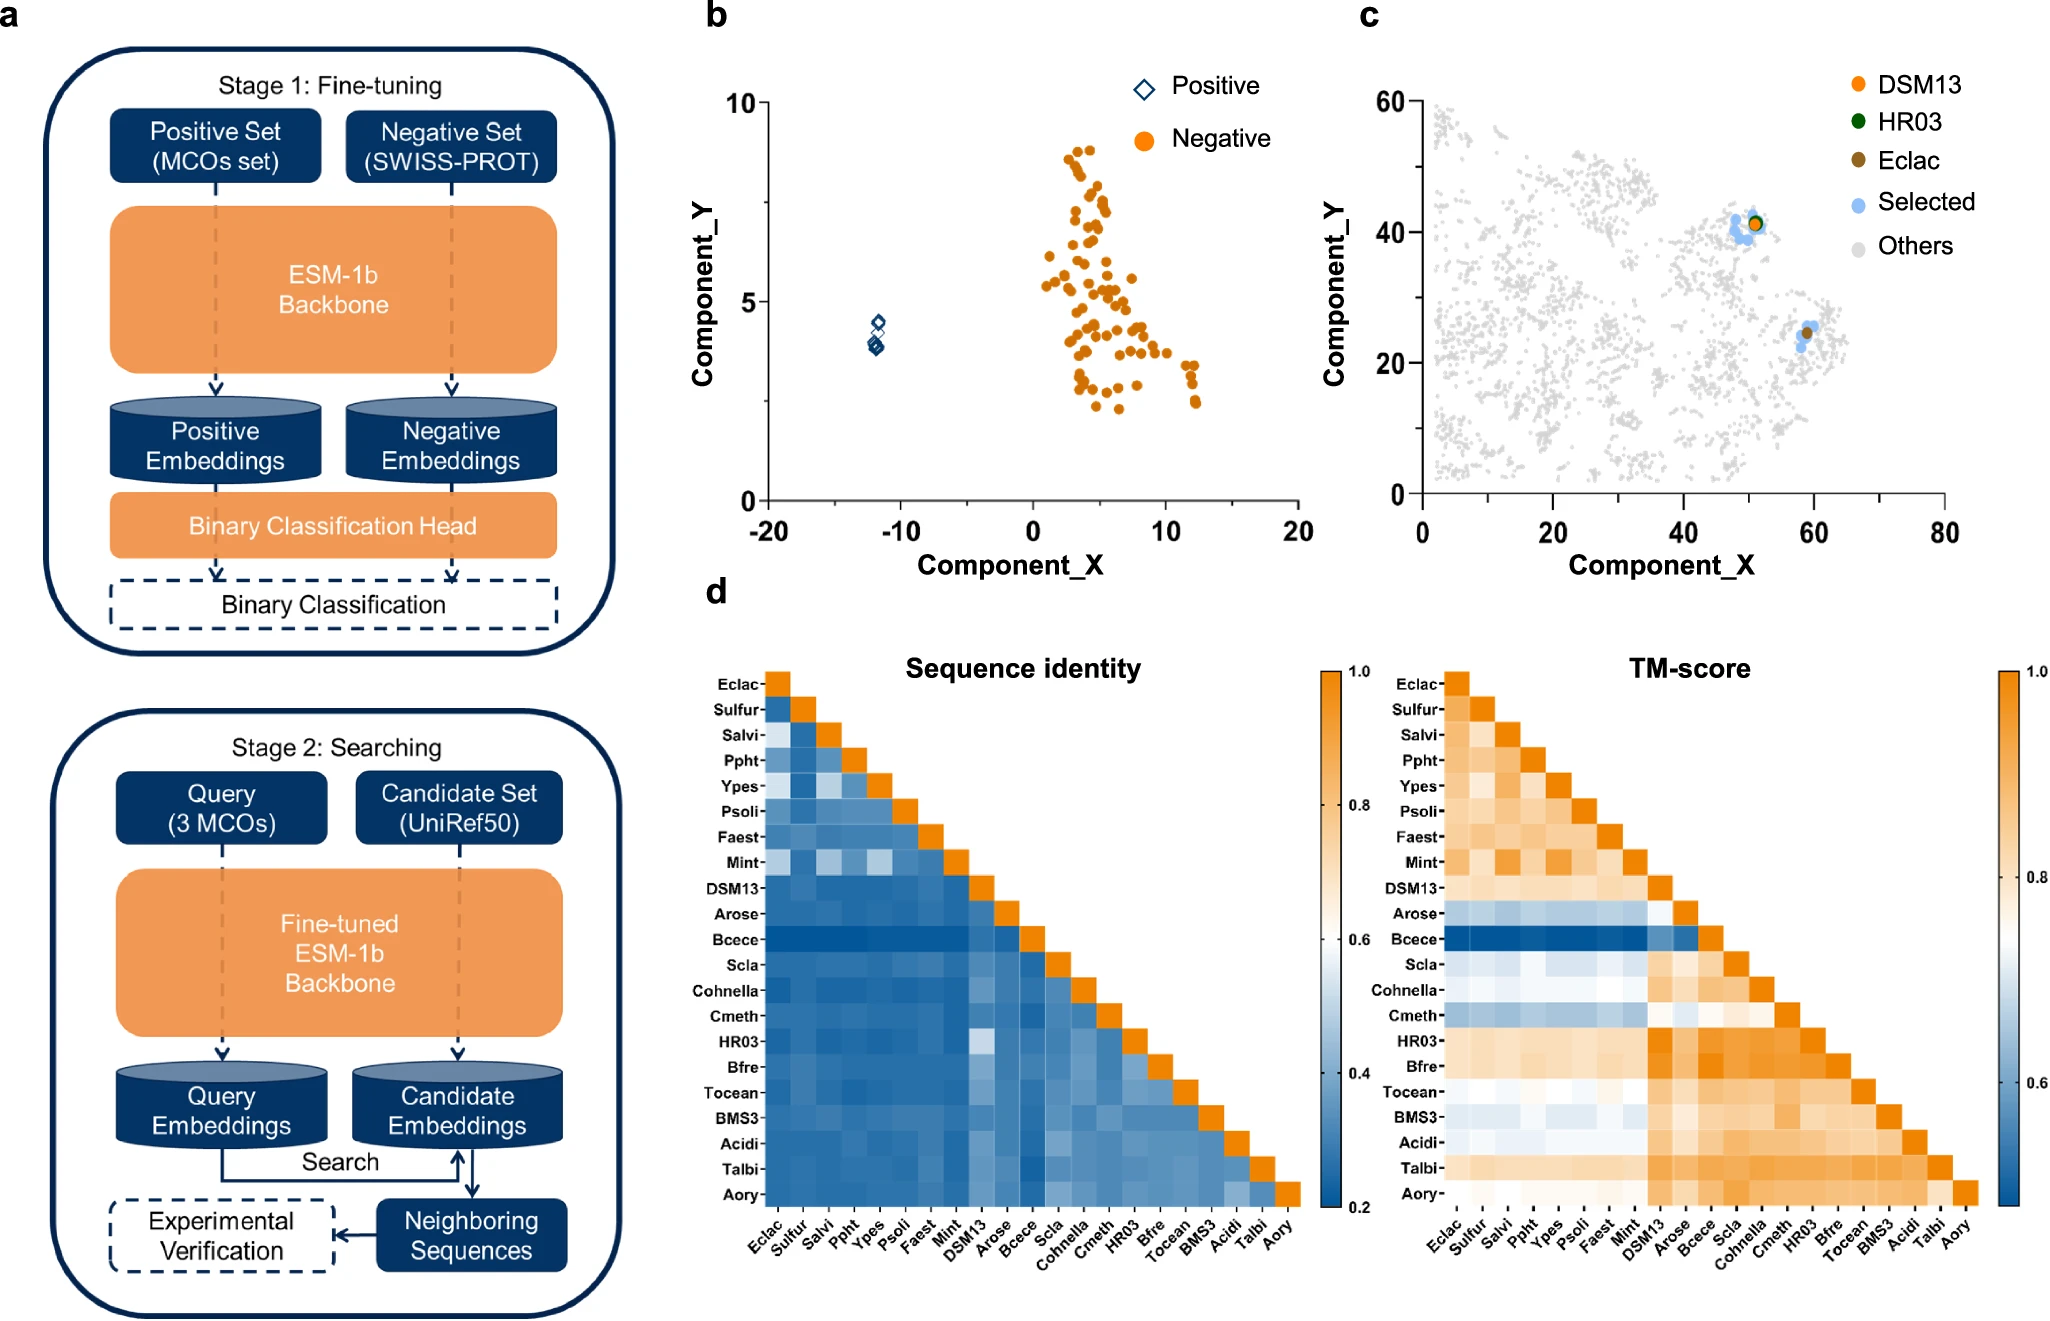 a
Stage 1: Fine-tuning
Positive Set
(MCOs set)
Negative Set
(SWISS-PROT)
ESM-1b
Backbone
Positive
Embeddings
Negative
Embeddings
Binary Classification Head
Binary Classification
Stage 2: Searching
Query
(3 MCOs)
Candidate Set
(UniRef50)
Fine-tuned
ESM-1b
Backbone
Query
Embeddings
Candidate
Embeddings
Search
Experimental
Verification
Neighboring
Sequences
b
Positive
Negative
Component_Y
10
5
0
-20
-10
0
10
20
Component_X
c
DSM13
HR03
Eclac
Selected
Others
Component_Y
60
40
20
0
0
20
40
60
80
Component_X
d
Sequence identity
Eclac
Sulfur
Salvi
Ppht
Ypes
Psoli
Faest
Mint
DSM13
Arose
Bcece
Scla
Cohnella
Cmeth
HR03
Bfre
Tocean
BMS3
Acidi
Talbi
Aory
Eclac
Sulfur
Salvi
Ppht
Ypes
Psoli
Faest
Mint
DSM13
Arose
Bcece
Scla
Cohnella
Cmeth
HR03
Bfre
Tocean
BMS3
Acidi
Talbi
Aory
1.0
0.8
0.6
0.4
0.2
TM-score
Eclac
Sulfur
Salvi
Ppht
Ypes
Psoli
Faest
Mint
DSM13
Arose
Bcece
Scla
Cohnella
Cmeth
HR03
Bfre
Tocean
BMS3
Acidi
Talbi
Aory
Eclac
Sulfur
Salvi
Ppht
Ypes
Psoli
Faest
Mint
DSM13
Arose
Bcece
Scla
Cohnella
Cmeth
HR03
Bfre
Tocean
BMS3
Acidi
Talbi
Aory
1.0
0.8
0.6